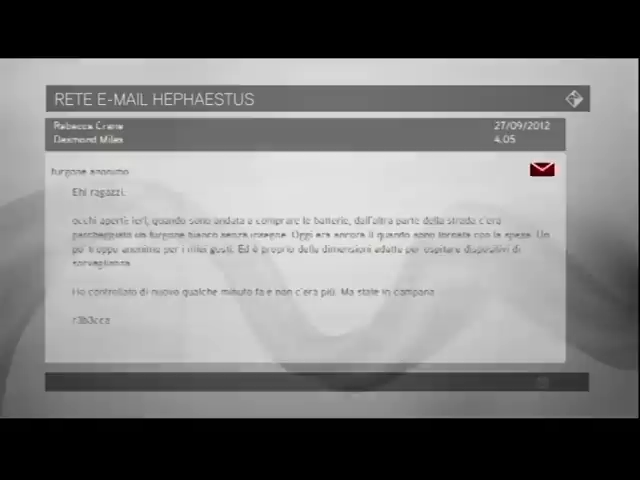 RETE E-MAIL HEPHAESTUS
Rebecca Crane
27/09/2012
Desmond Miles
4.05
furgone anonimo
Ehi ragazzi,
occhi aperti: ieri, quando sono andata a comprare le batterie, dall'altra parte della strada c'era
parcheggiato un furgone bianco senza insegne. Oggi era ancora lì quando sono tornata con la spesa. Un
po' troppo anonimo per i miei gusti. Ed è proprio delle dimensioni adatte per ospitare dispositivi di
sorveglianza.
Ho controllato di nuovo qualche minuto fa e non c'era più. Ma state in campana
r3b3cca